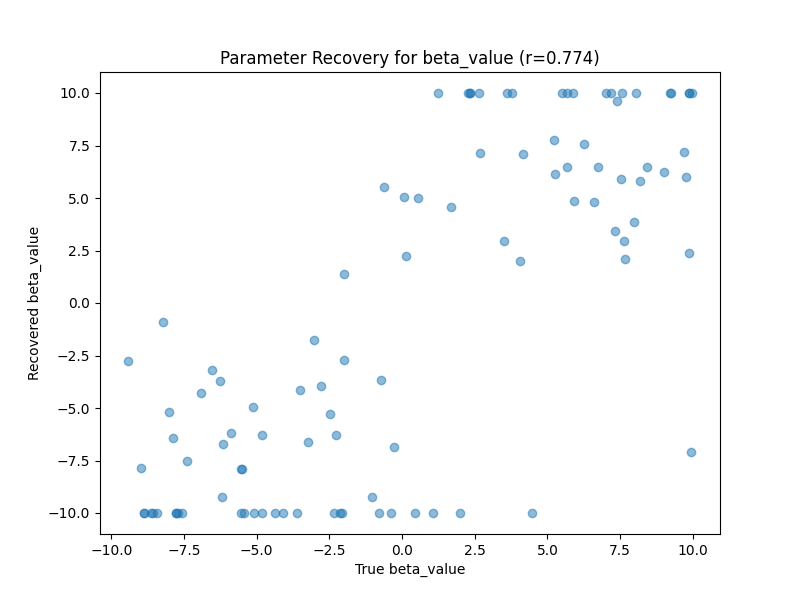 Parameter Recovery for beta_value (r=0.774)
10.0
7.5
5.0
2.5
0.0
−2.5
−5.0
−7.5
−10.0
Recovered beta_value
−10.0 −7.5 −5.0 −2.5 0.0 2.5 5.0 7.5 10.0
True beta_value